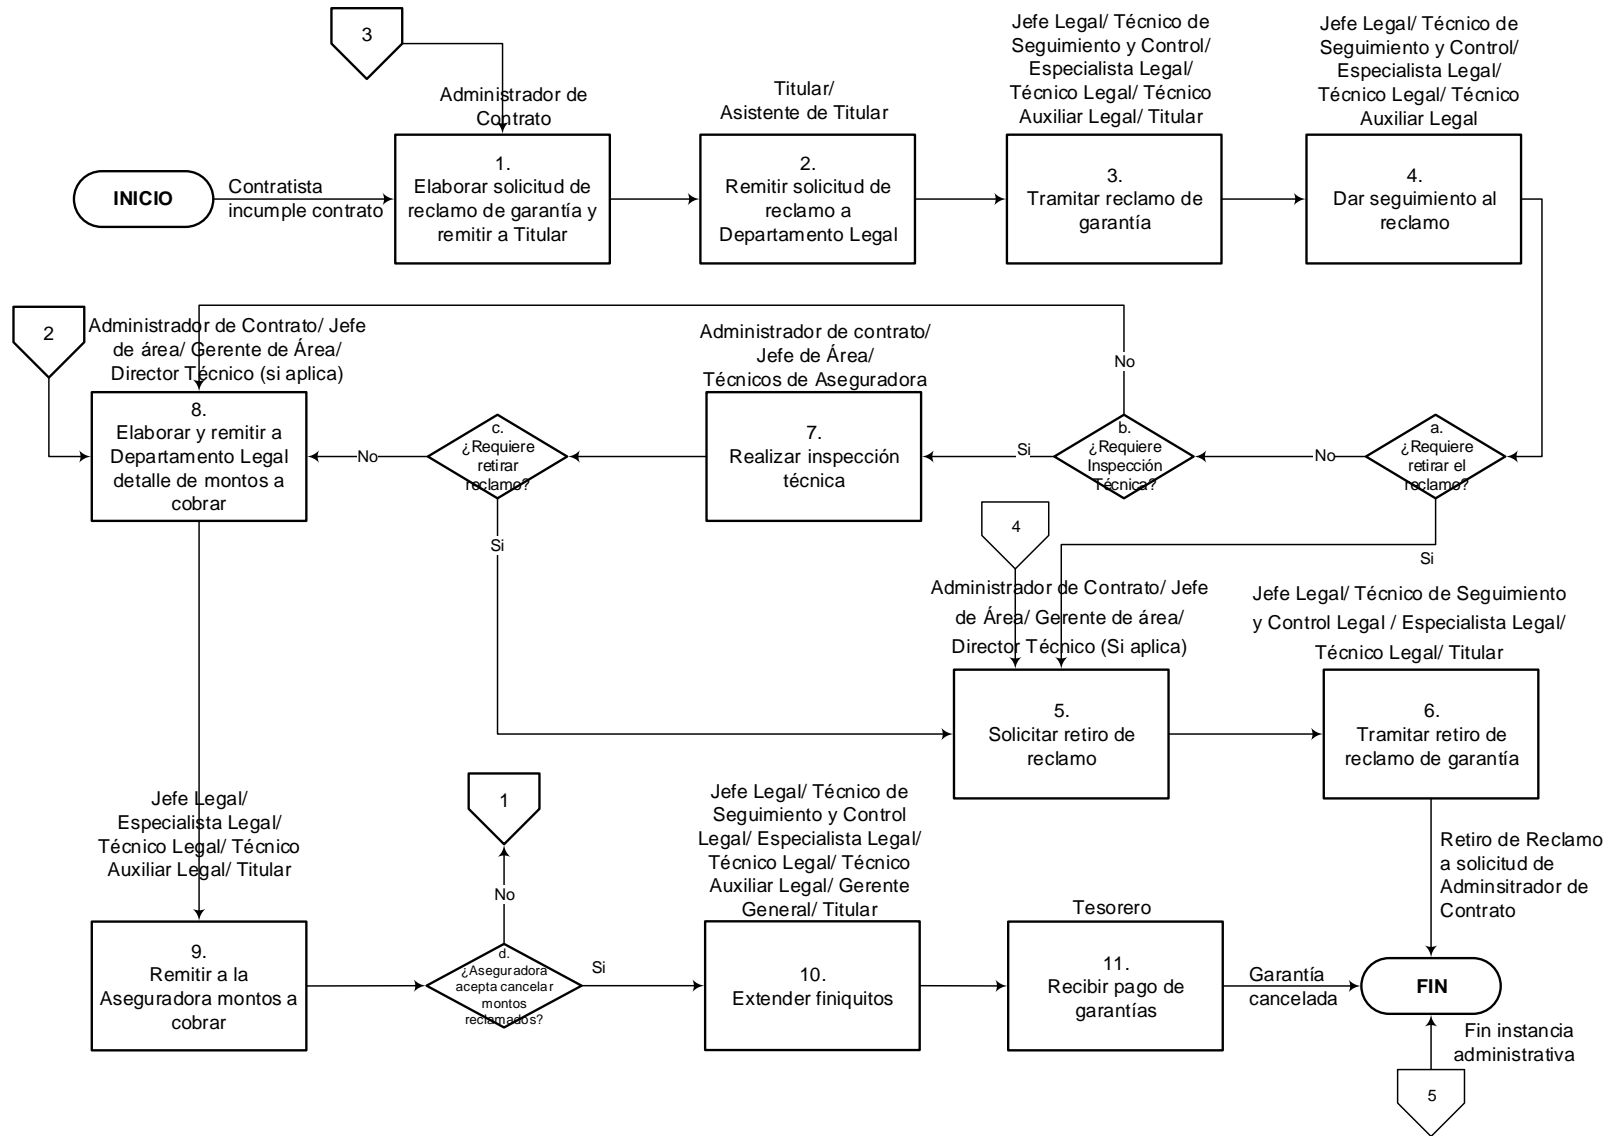 3
Administrador de
Contrato
Titular/
Asistente de Titular
Jefe Legal/ Técnico de
Seguimiento y Control/
Especialista Legal/
Técnico Legal/ Técnico
Auxiliar Legal/ Titular
Jefe Legal/ Técnico de
Seguimiento y Control/
Especialista Legal/
Técnico Legal/ Técnico
Auxiliar Legal
INICIO
Contratista
incumple contrato
1.
Elaborar solicitud de
reclamo de garantía y
remitir a Titular
2.
Remitir solicitud de
reclamo a
Departamento Legal
3.
Tramitar reclamo de
garantía
4.
Dar seguimiento al
reclamo
2
Administrador de Contrato/ Jefe
de área/ Gerente de Área/
Director Técnico (si aplica)
8.
Elaborar y remitir a
Departamento Legal
detalle de montos a
cobrar
No
c.
¿Requiere
retirar
reclamo?
Si
Administrador de contrato/
Jefe de Área/
Técnicos de Aseguradora
7.
Realizar inspección
técnica
Si
No
b.
¿Requiere
Inspección
Técnica?
No
a.
¿Requiere
retirar el
reclamo?
Si
4
Administrador de Contrato/ Jefe
de Área/ Gerente de área/
Director Técnico (Si aplica)
5.
Solicitar retiro de
reclamo
Jefe Legal/ Técnico de Seguimiento
y Control Legal / Especialista Legal/
Técnico Legal/ Titular
6.
Tramitar retiro de
reclamo de garantía
Retiro de Reclamo
a solicitud de
Adminsitrador de
Contrato
Jefe Legal/
Especialista Legal/
Técnico Legal/ Técnico
Auxiliar Legal/ Titular
9.
Remitir a la
Aseguradora montos a
cobrar
1
No
d.
¿Aseguradora
acepta cancelar
montos
reclamados?
Si
Jefe Legal/ Técnico de
Seguimiento y Control
Legal/ Especialista Legal/
Técnico Legal/ Técnico
Auxiliar Legal/ Gerente
General/ Titular
10.
Extender finiquitos
Tesorero
11.
Recibir pago de
garantías
Garantía
cancelada
FIN
Fin instancia
administrativa
5